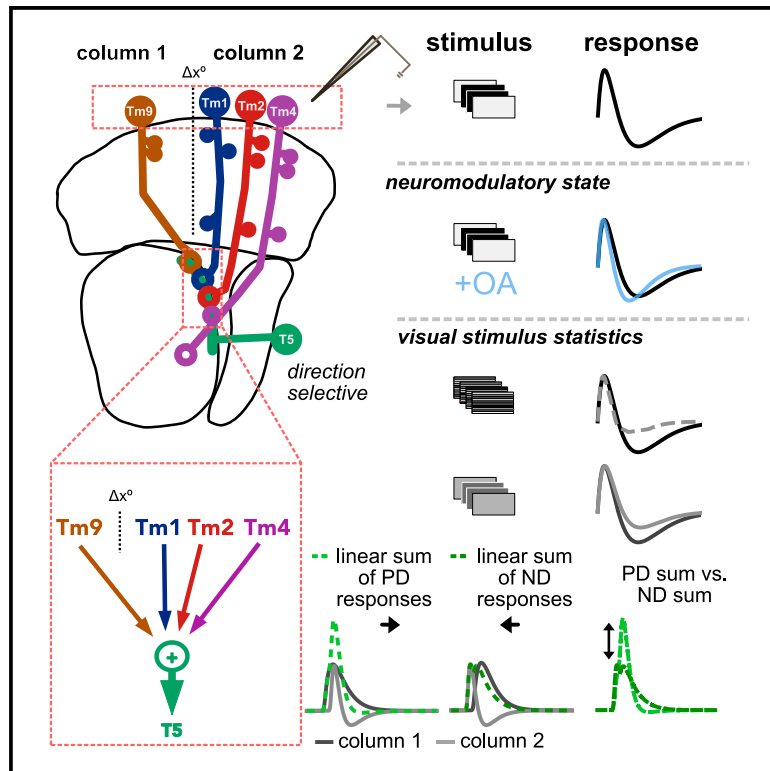 column 1
column 2
Δxº
Tm9
Tm1
Tm2
Tm4
T5
direction
selective
stimulus
response
neuromodulatory state
+OA
visual stimulus statistics
Δxº
Tm9
Tm1
Tm2
Tm4
+
T5
linear sum
of PD
responses
linear sum
of ND
responses
PD sum vs.
ND sum
column 1
column 2